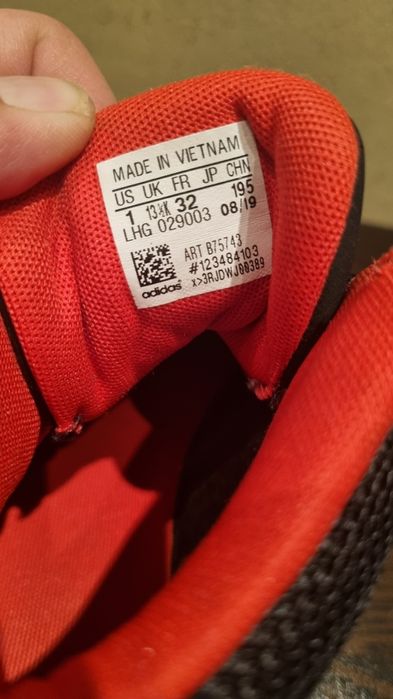 MADE IN VIETNAM
US UK FR JP CHN
1 13½K 32 195
LHG 029003 08/19
ART B75743
#123484103
adidas